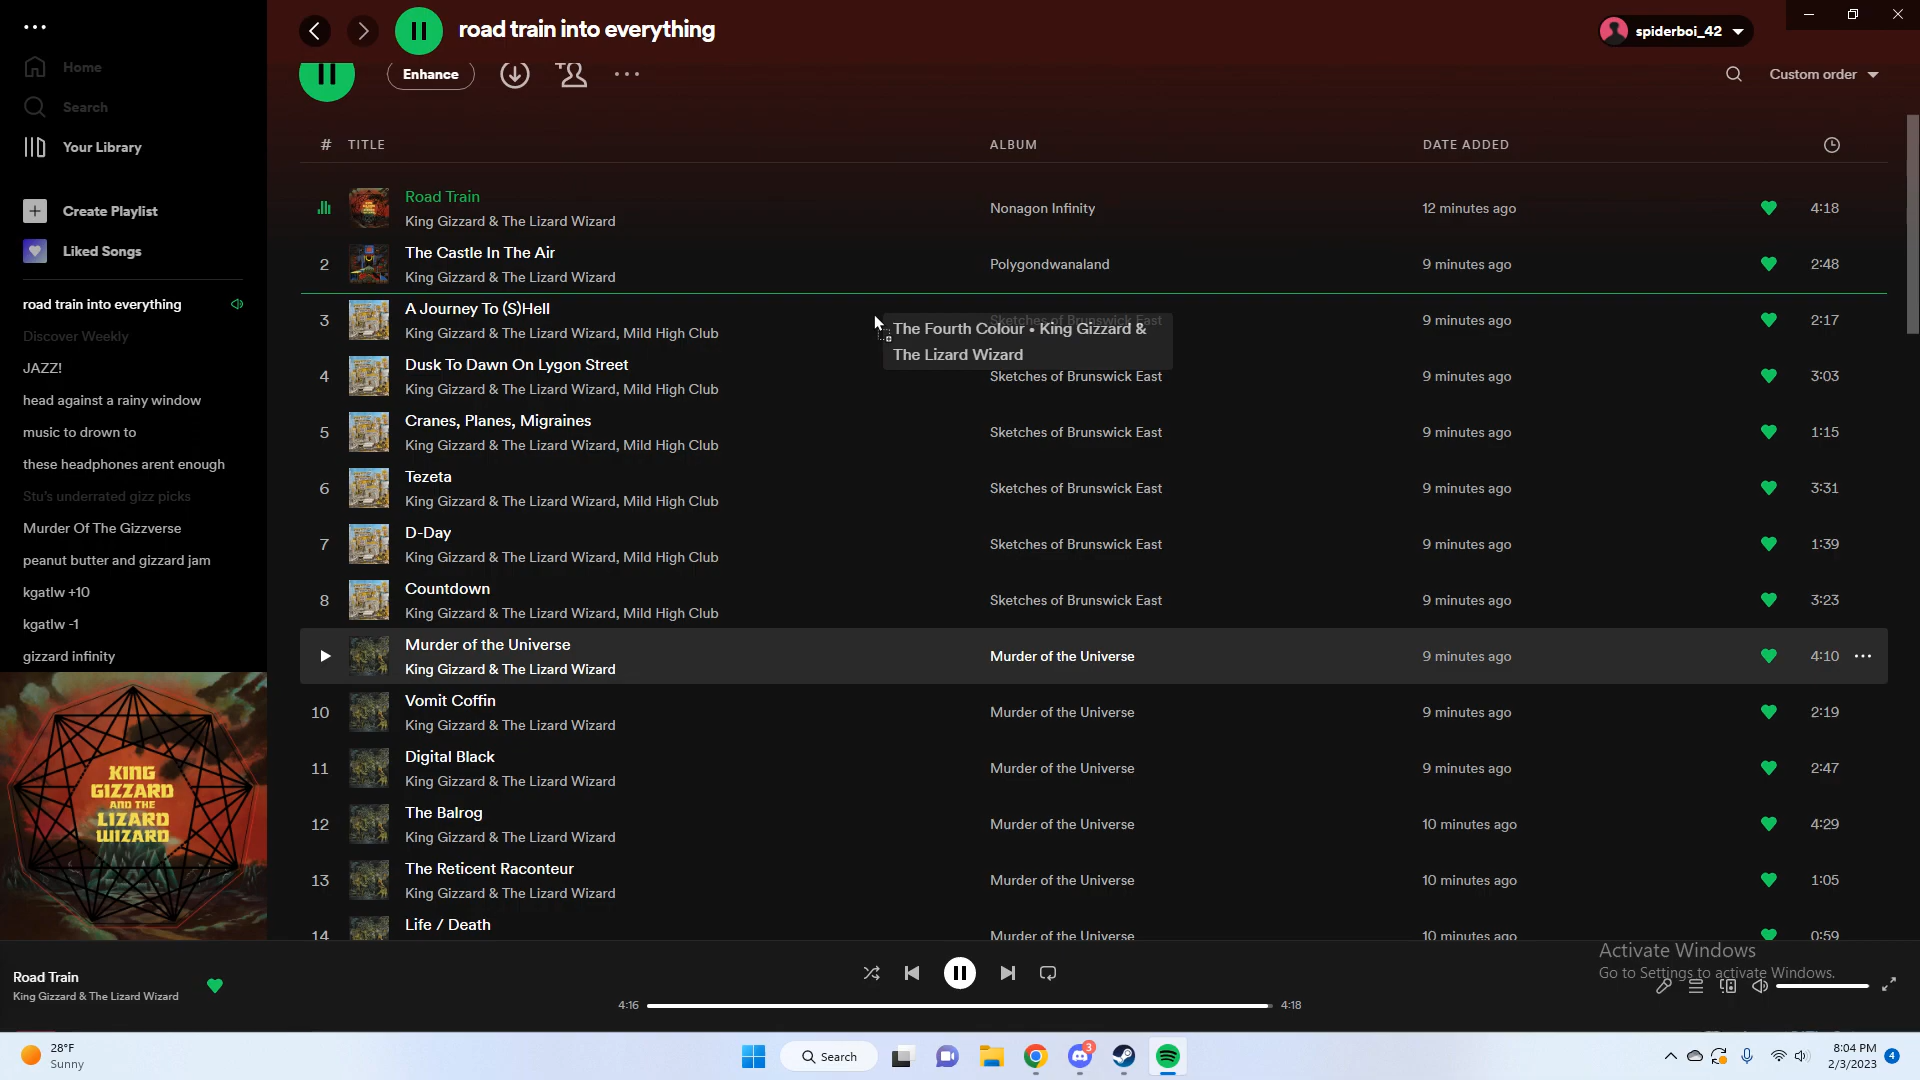 road train into everything
spiderboi_42
Home
Search
Your Library
Create Playlist
Liked Songs
road train into everything
Discover Weekly
JAZZ!
head against a rainy window
music to drown to
these headphones arent enough
Stu's underrated gizz picks
Murder Of The Gizzverse
peanut butter and gizzard jam
kgatlw +10
kgatlw -1
gizzard infinity
KING
GIZZARD
AND THE
LIZARD
WIZARD
Enhance
Custom order
# TITLE ALBUM DATE ADDED
Road Train
King Gizzard & The Lizard Wizard
Nonagon Infinity 12 minutes ago 4:18
2 The Castle In The Air
King Gizzard & The Lizard Wizard
Polygondwanaland 9 minutes ago 2:48
3 A Journey To (S)Hell
King Gizzard & The Lizard Wizard, Mild High Club
Sketches of Brunswick East 9 minutes ago 2:17
The Fourth Colour • King Gizzard &
The Lizard Wizard
4 Dusk To Dawn On Lygon Street
King Gizzard & The Lizard Wizard, Mild High Club
Sketches of Brunswick East 9 minutes ago 3:03
5 Cranes, Planes, Migraines
King Gizzard & The Lizard Wizard, Mild High Club
Sketches of Brunswick East 9 minutes ago 1:15
6 Tezeta
King Gizzard & The Lizard Wizard, Mild High Club
Sketches of Brunswick East 9 minutes ago 3:31
7 D-Day
King Gizzard & The Lizard Wizard, Mild High Club
Sketches of Brunswick East 9 minutes ago 1:39
8 Countdown
King Gizzard & The Lizard Wizard, Mild High Club
Sketches of Brunswick East 9 minutes ago 3:23
Murder of the Universe
King Gizzard & The Lizard Wizard
Murder of the Universe 9 minutes ago 4:10
10 Vomit Coffin
King Gizzard & The Lizard Wizard
Murder of the Universe 9 minutes ago 2:19
11 Digital Black
King Gizzard & The Lizard Wizard
Murder of the Universe 9 minutes ago 2:47
12 The Balrog
King Gizzard & The Lizard Wizard
Murder of the Universe 10 minutes ago 4:29
13 The Reticent Raconteur
King Gizzard & The Lizard Wizard
Murder of the Universe 10 minutes ago 1:05
14 Life / Death
Murder of the Universe 10 minutes ago 0:59
Road Train
King Gizzard & The Lizard Wizard
4:16 4:18
Activate Windows
Go to Settings to activate Windows.
28°F
Sunny
Search
3
8:04 PM
2/3/2023
4